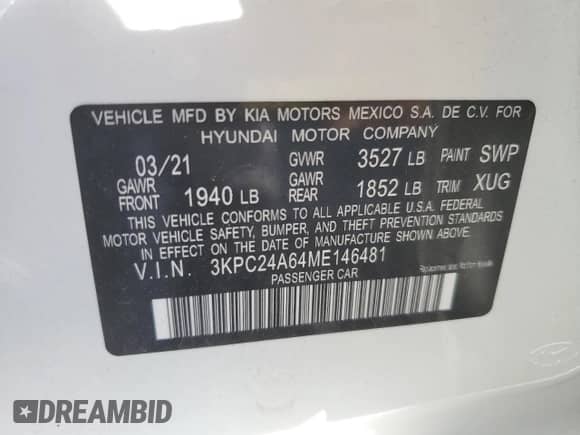 VEHICLE MFD BY KIA MOTORS MEXICO S.A. DE C.V. FOR
HYUNDAI MOTOR COMPANY
03/21 GVWR 3527 LB PAINT SWP
GAWR FRONT 1940 LB GAWR REAR 1852 LB TRIM XUG
THIS VEHICLE CONFORMS TO ALL APPLICABLE U.S.A. FEDERAL
MOTOR VEHICLE SAFETY, BUMPER, AND THEFT PREVENTION STANDARDS
IN EFFECT ON THE DATE OF MANUFACTURE SHOWN ABOVE.
V.I.N. 3KPC24A64ME146481
PASSENGER CAR
DREAMBID